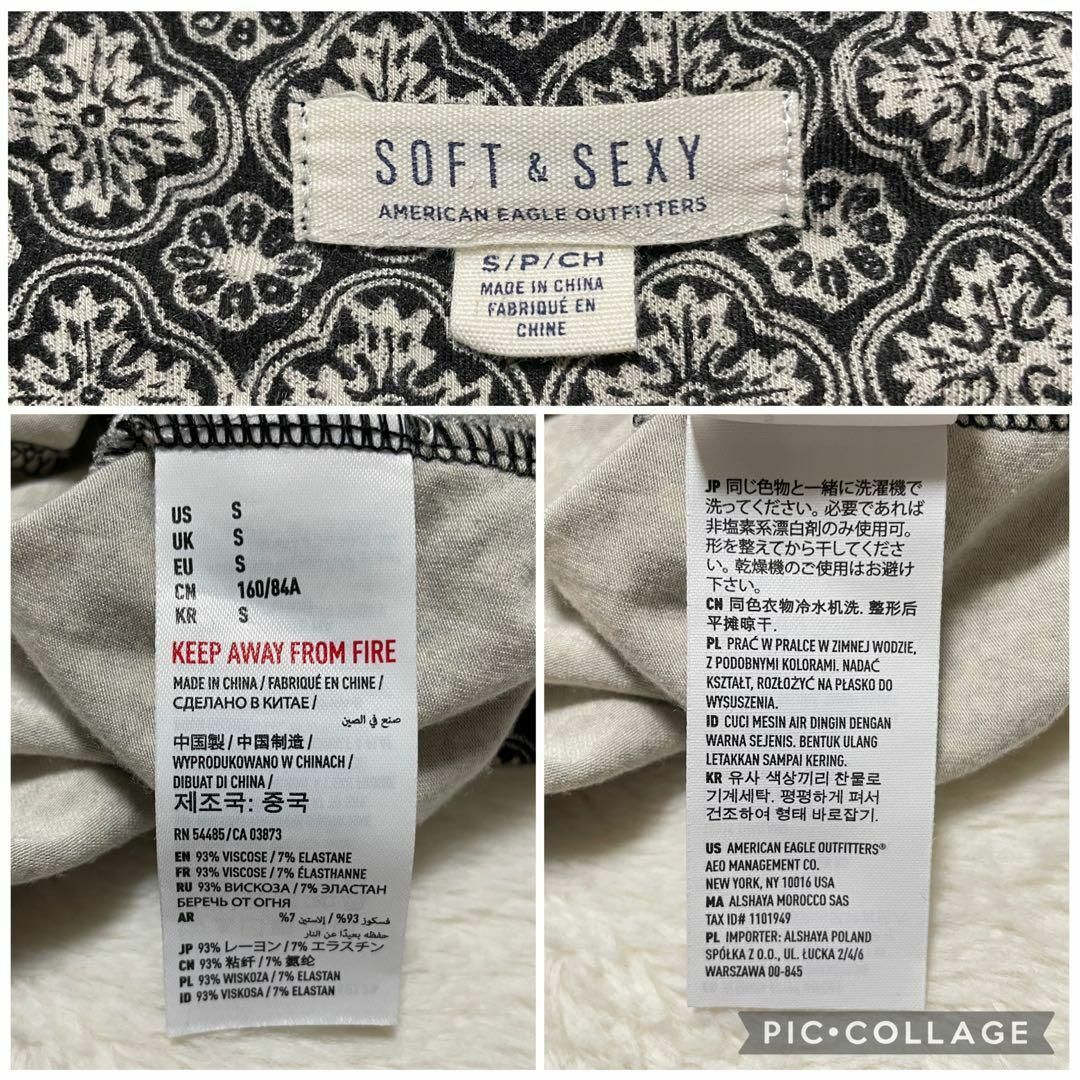 SOFT & SEXY
AMERICAN EAGLE OUTFITTERS
S/P/CH
MADE IN CHINA
FABRIQUÉ EN
CHINE
US S
UK S
EU S
CN 160/84A
KR S
KEEP AWAY FROM FIRE
MADE IN CHINA / FABRIQUÉ EN CHINE /
СДЕЛАНО В КИТАЕ /
صنع في الصين
中国製 / 中国制造 /
WYPRODUKOWANO W CHINACH /
DIBUAT DI CHINA /
제조국: 중국
RN 54485/CA 03873
EN 93% VISCOSE / 7% ELASTANE
FR 93% VISCOSE / 7% ÉLASTHANNE
RU 93% ВИСКОЗА / 7% ЭЛАСТАН
БЕРЕЧЬ ОТ ОГНЯ
AR فسكوز 93% / إلاستين 7%
حفظه بعيدًا عن النار
JP 93% レーヨン / 7% エラスチン
CN 93% 粘纤 / 7% 氨纶
PL 93% WISKOZA / 7% ELASTAN
ID 93% VISKOSA / 7% ELASTAN
JP 同じ色物と一緒に洗濯機で
洗ってください。必要であれば
非塩素系漂白剤のみ使用可。
形を整えてから干してくださ
い。乾燥機のご使用はお避け
下さい。
CN 同色衣物冷水机洗. 整形后
平摊晾干.
PL PRAĆ W PRALCE W ZIMNEJ WODZIE,
Z PODOBNYMI KOLORAMI. NADAĆ
KSZTAŁT, ROZŁOŻYĆ NA PŁASKO DO
WYSUSZENIA.
ID CUCI MESIN AIR DINGIN DENGAN
WARNA SEJENIS. BENTUK ULANG
LETAKKAN SAMPAI KERING.
KR 유사 색상끼리 찬물로
기계세탁. 평평하게 펴서
건조하여 형태 바로잡기.
US AMERICAN EAGLE OUTFITTERS®
AEO MANAGEMENT CO.
NEW YORK, NY 10016 USA
MA ALSHAYA MOROCCO SAS
TAX ID# 1101949
PL IMPORTER: ALSHAYA POLAND
SPÓŁKA Z O.O., UL. ŁUCKA 2/4/6
WARSZAWA 00-845
PIC•COLLAGE